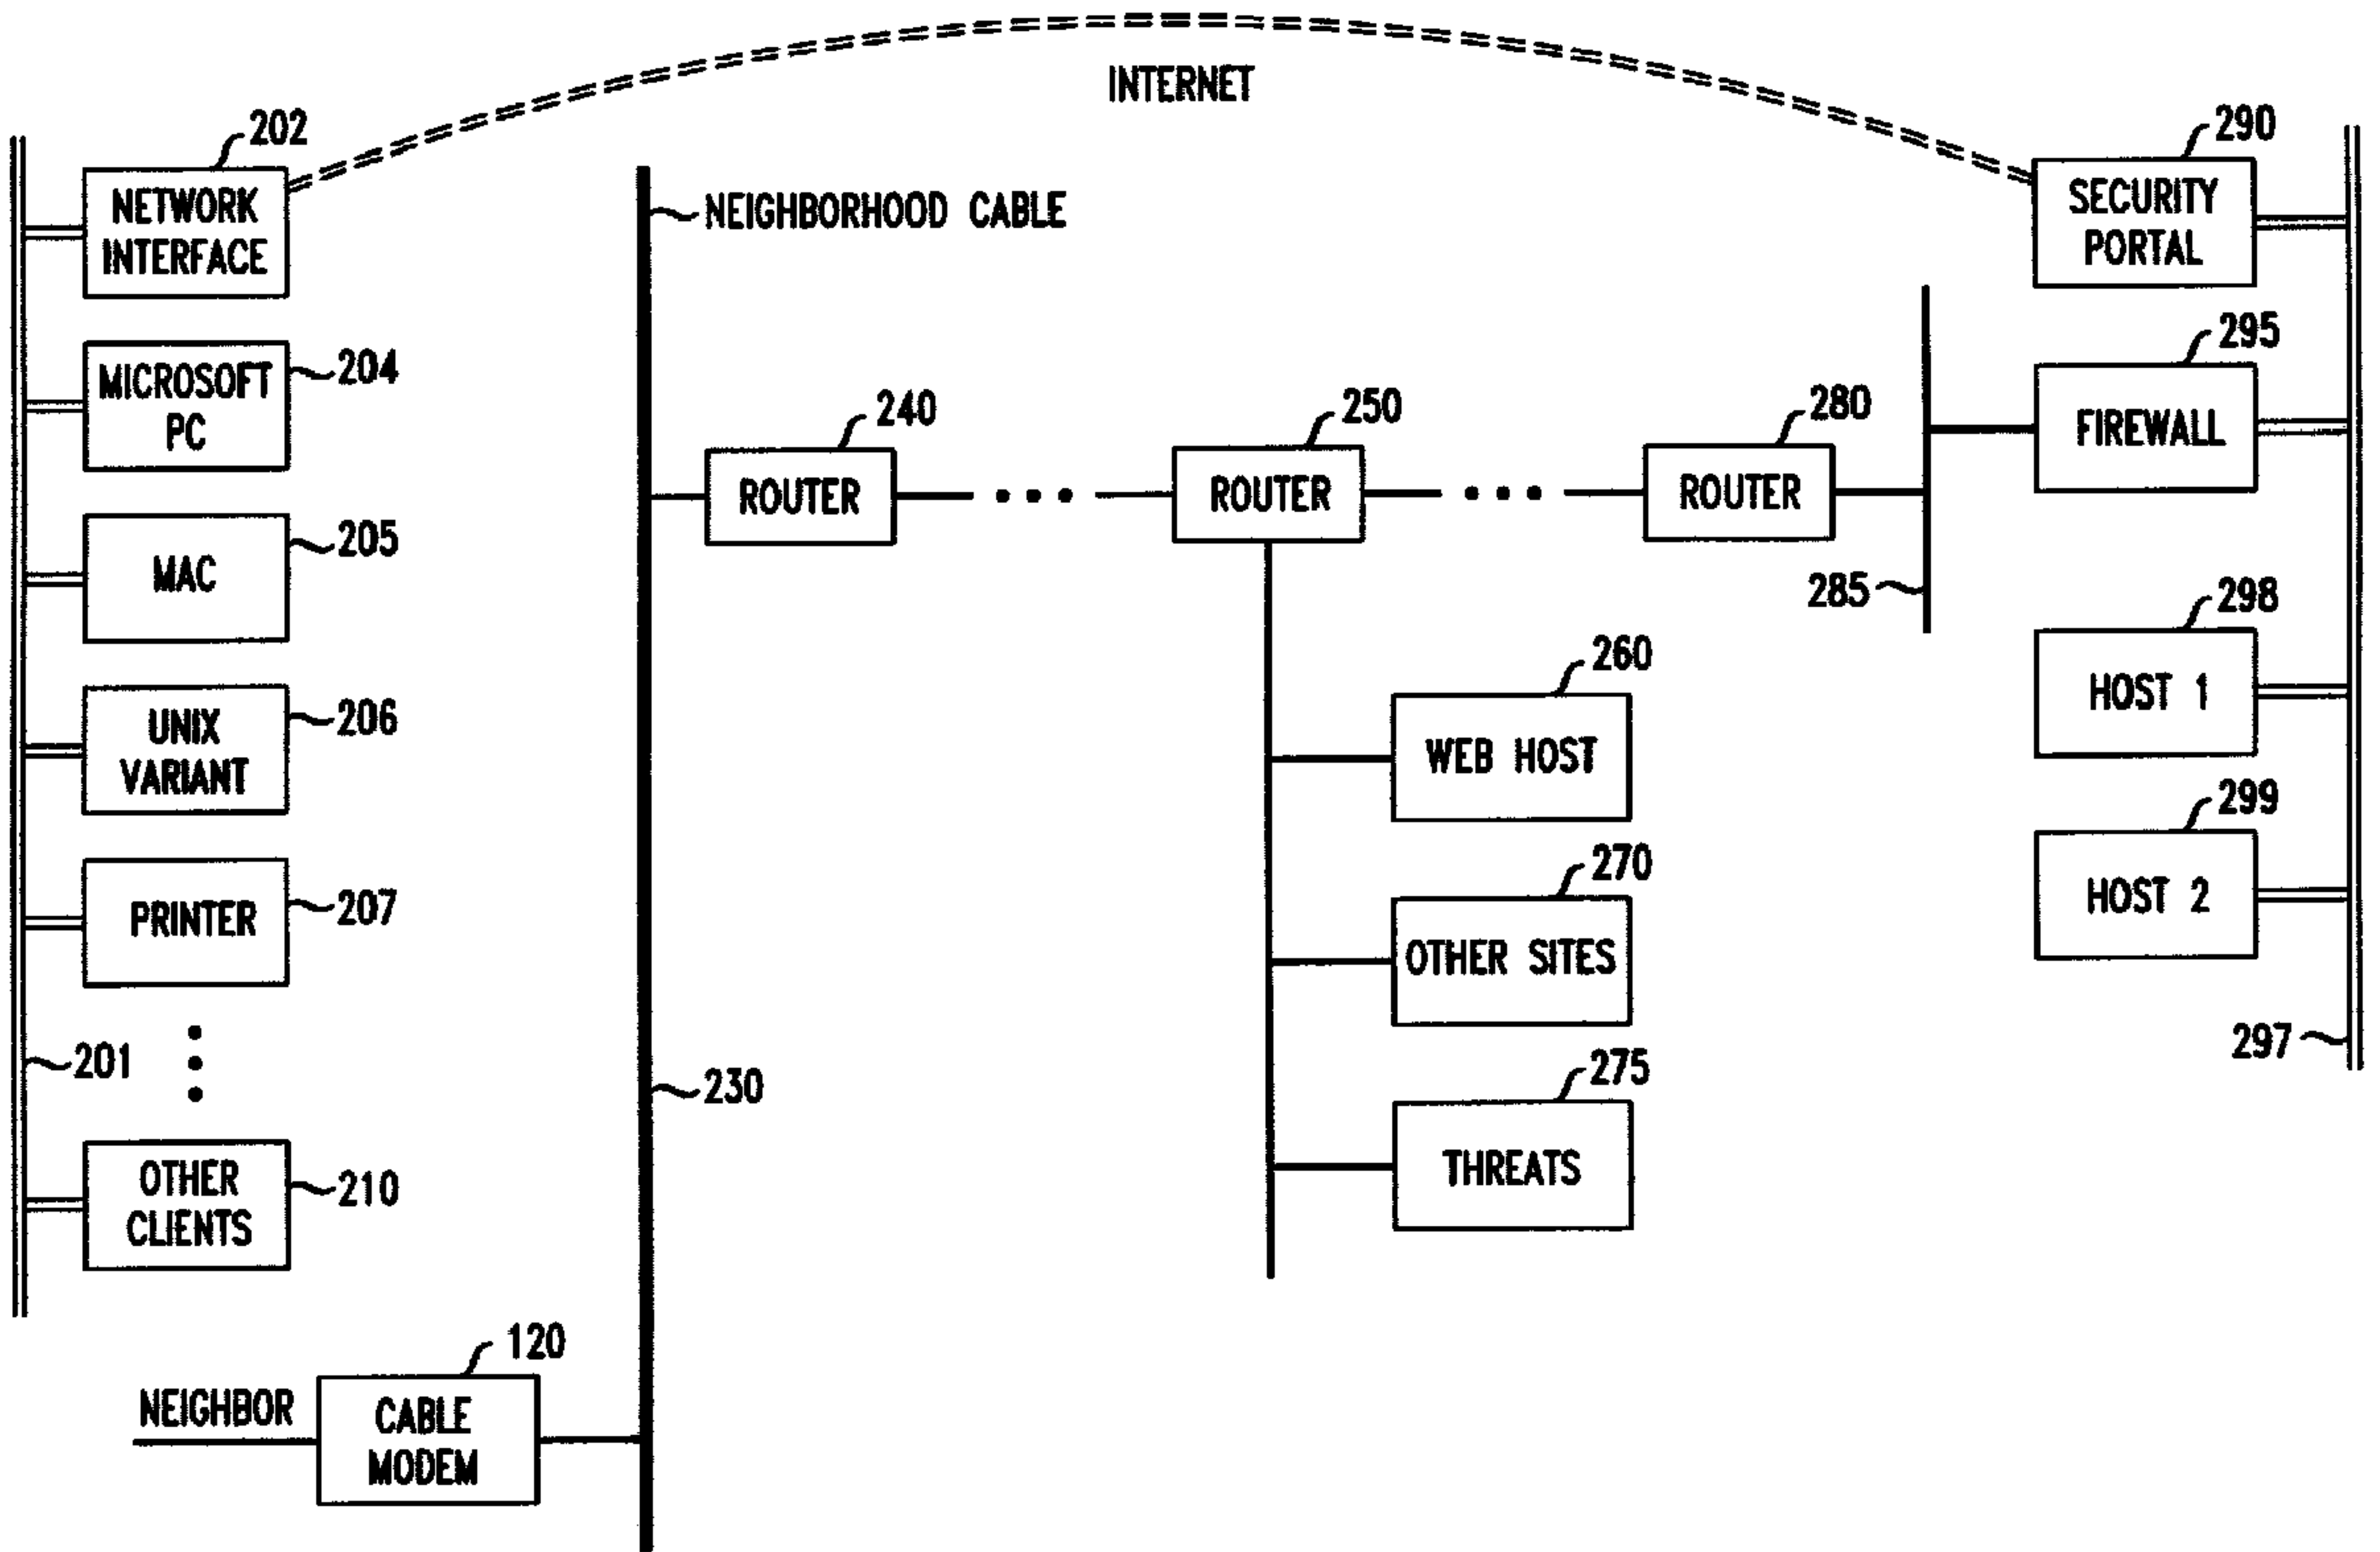 INTERNET
202
NETWORK
INTERFACE
290
SECURITY
PORTAL
NEIGHBORHOOD CABLE
204
MICROSOFT
PC
295
FIREWALL
240
ROUTER
250
ROUTER
280
ROUTER
205
MAC
285
298
HOST 1
206
UNIX
VARIANT
260
WEB HOST
299
HOST 2
207
PRINTER
270
OTHER SITES
201
230
297
275
THREATS
210
OTHER
CLIENTS
120
NEIGHBOR
CABLE
MODEM